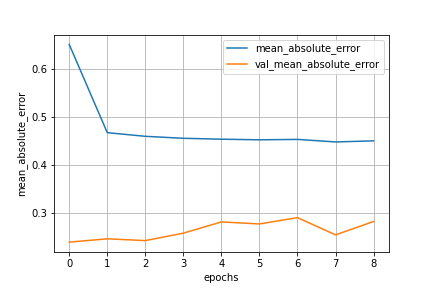 mean_absolute_error
val_mean_absolute_error
0.6
0.5
0.4
0.3
mean_absolute_error
0 1 2 3 4 5 6 7 8
epochs